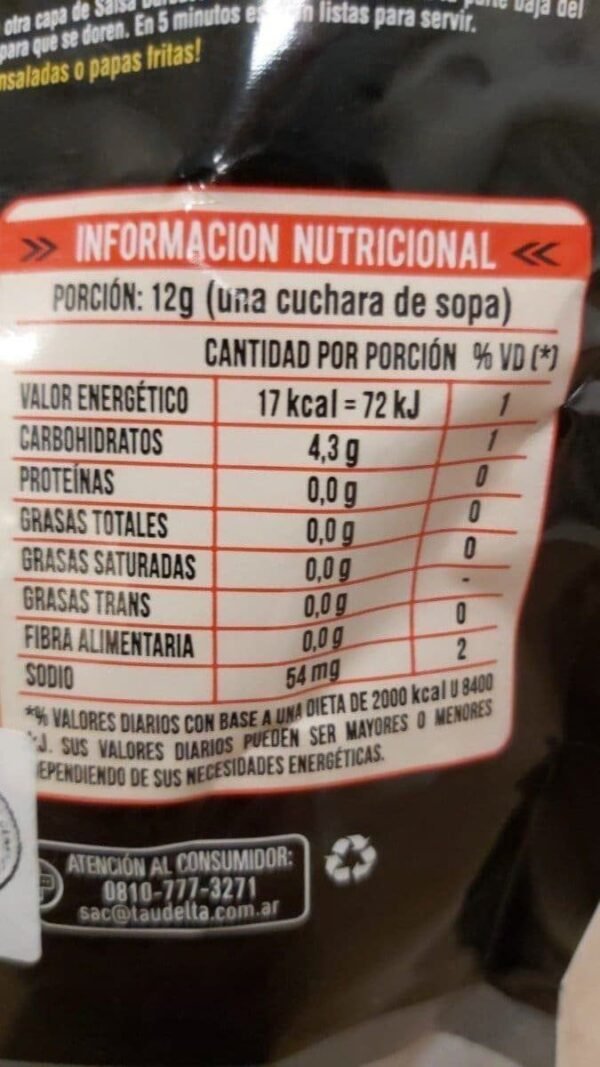 otra capa de Salsa
para que se doren. En 5 minutos listas para servir.
ensaladas o papas fritas!
baja del
INFORMACION NUTRICIONAL
PORCIÓN: 12g (una cuchara de sopa)
CANTIDAD POR PORCIÓN % VD (*)
VALOR ENERGÉTICO 17 kcal = 72 kJ 1
CARBOHIDRATOS 4,3 g 1
PROTEÍNAS 0,0 g 0
GRASAS TOTALES 0,0 g 0
GRASAS SATURADAS 0,0 g 0
GRASAS TRANS 0,0 g -
FIBRA ALIMENTARIA 0,0 g 0
SODIO 54 mg 2
*% VALORES DIARIOS CON BASE A UNA DIETA DE 2000 kcal U 8400
kJ. SUS VALORES DIARIOS PUEDEN SER MAYORES O MENORES
DEPENDIENDO DE SUS NECESIDADES ENERGÉTICAS.
ATENCIÓN AL CONSUMIDOR:
0810-777-3271
sac@taudelta.com.ar